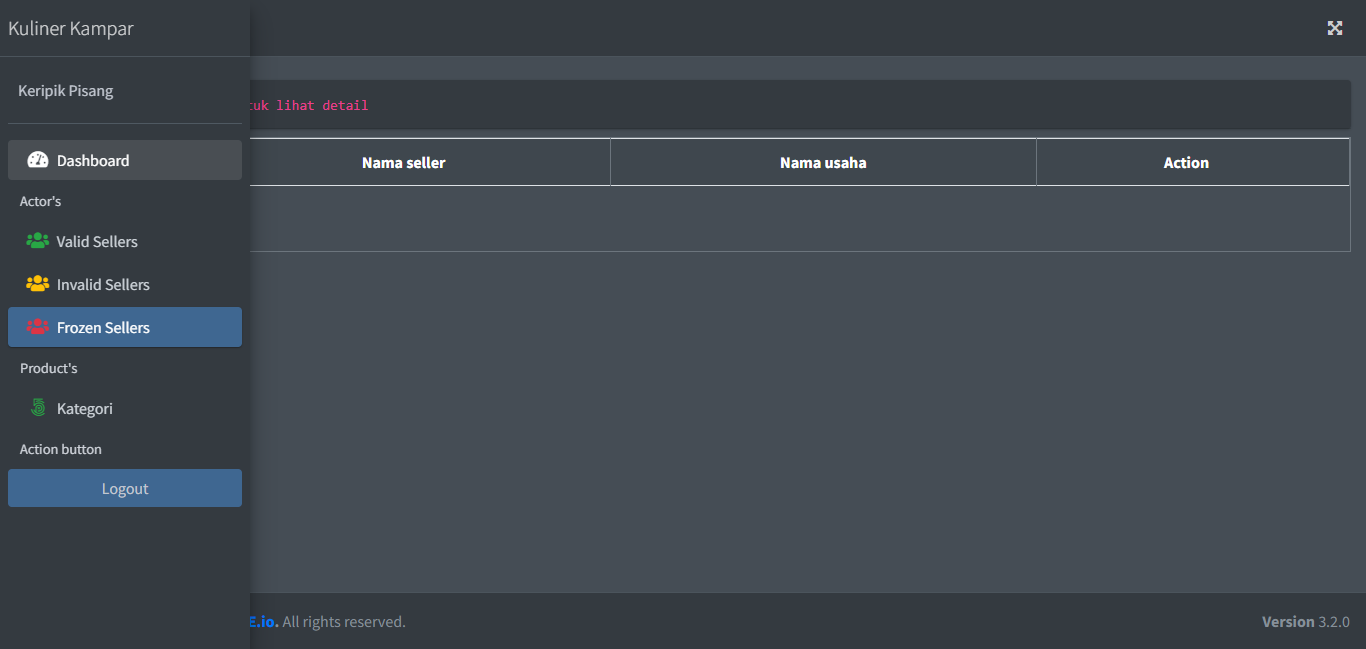 Kuliner Kampar
Keripik Pisang
Dashboard
Actor's
Valid Sellers
Invalid Sellers
Frozen Sellers
Product's
Kategori
Action button
Logout
lihat detail
Nama seller Nama usaha Action
E.io. All rights reserved.
Version 3.2.0